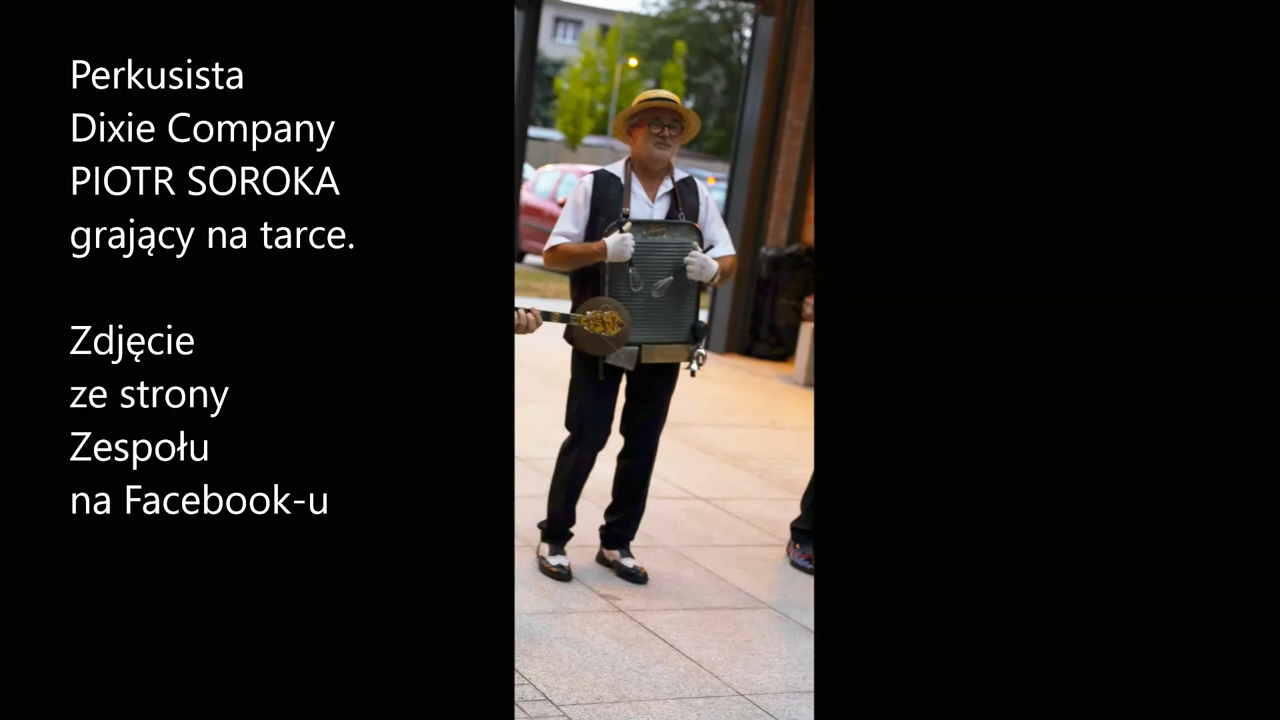 Perkusista
Dixie Company
PIOTR SOROKA
grający na tarce.
Zdjęcie
ze strony
Zespołu
na Facebook-u